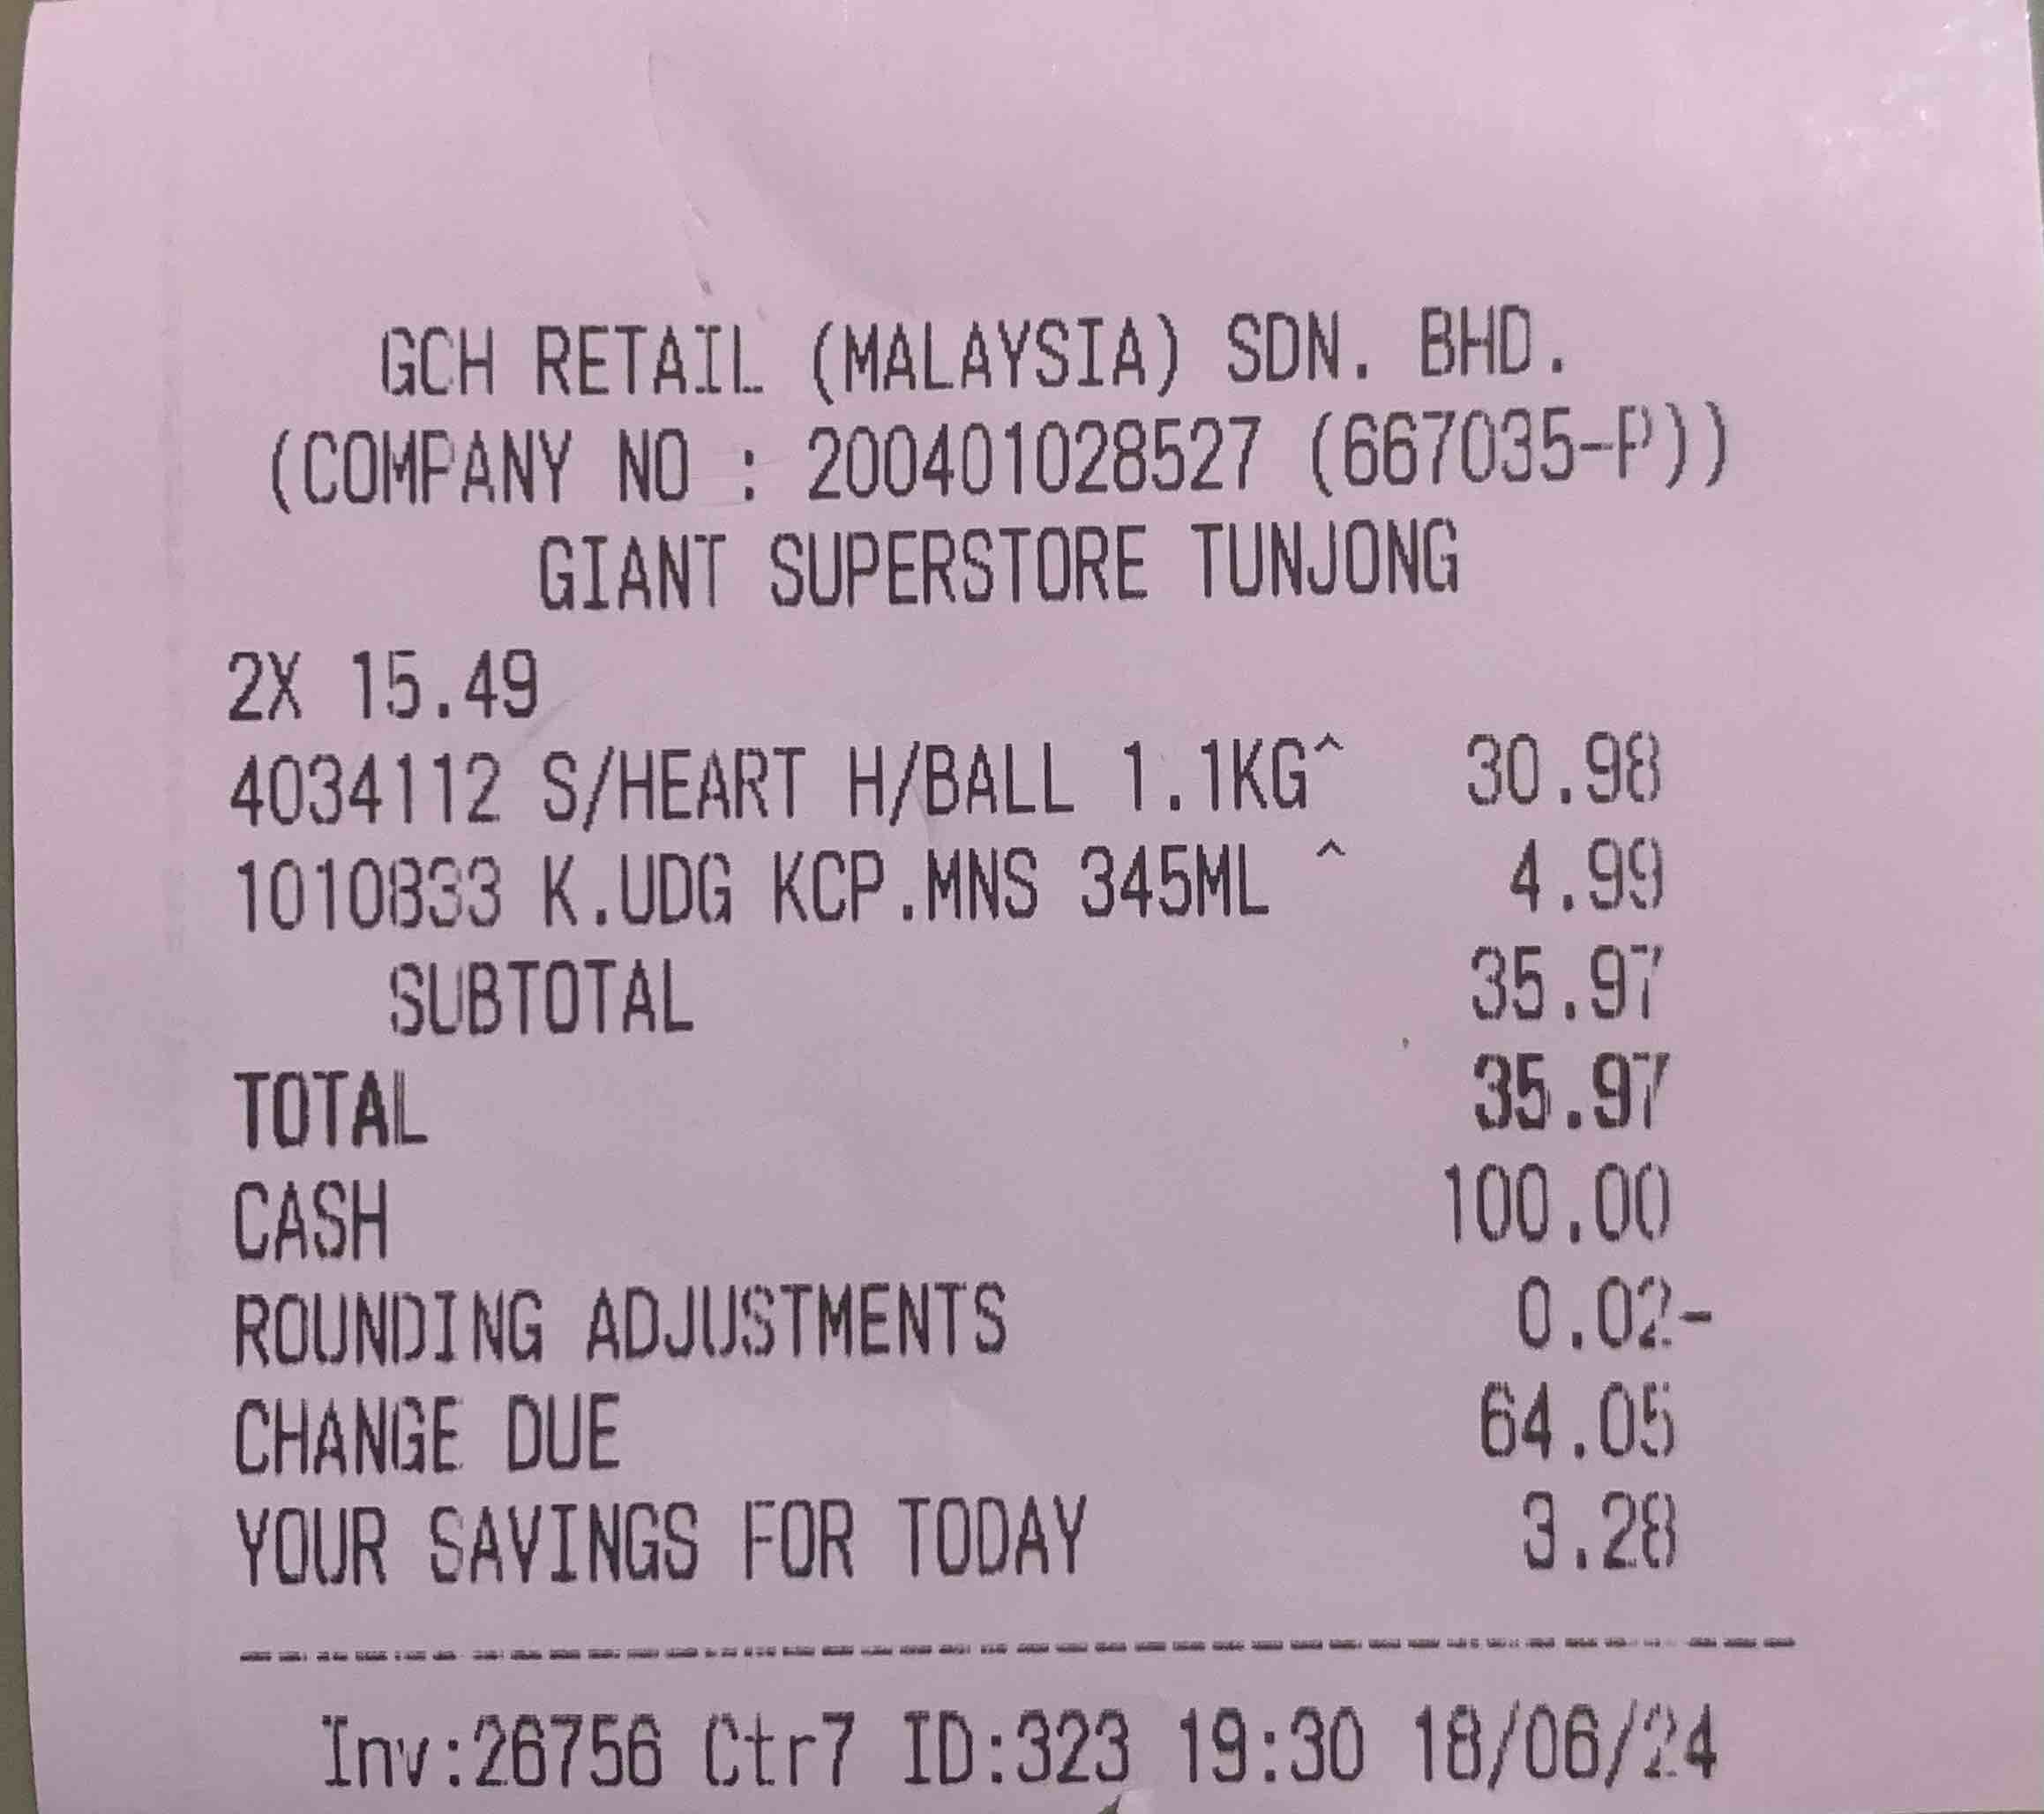 GCH RETAIL (MALAYSIA) SDN. BHD.
(COMPANY NO : 200401028527 (667035-P))
GIANT SUPERSTORE TUNJONG
2X 15.49
4034112 S/HEART H/BALL 1.1KG^ 30.98
1010833 K.UDG KCP.MNS 345ML ^ 4.99
SUBTOTAL 35.97
TOTAL 35.97
CASH 100.00
ROUNDING ADJUSTMENTS 0.02-
CHANGE DUE 64.05
YOUR SAVINGS FOR TODAY 3.28
Inv:26756 Ctr7 ID:323 19:30 18/06/24